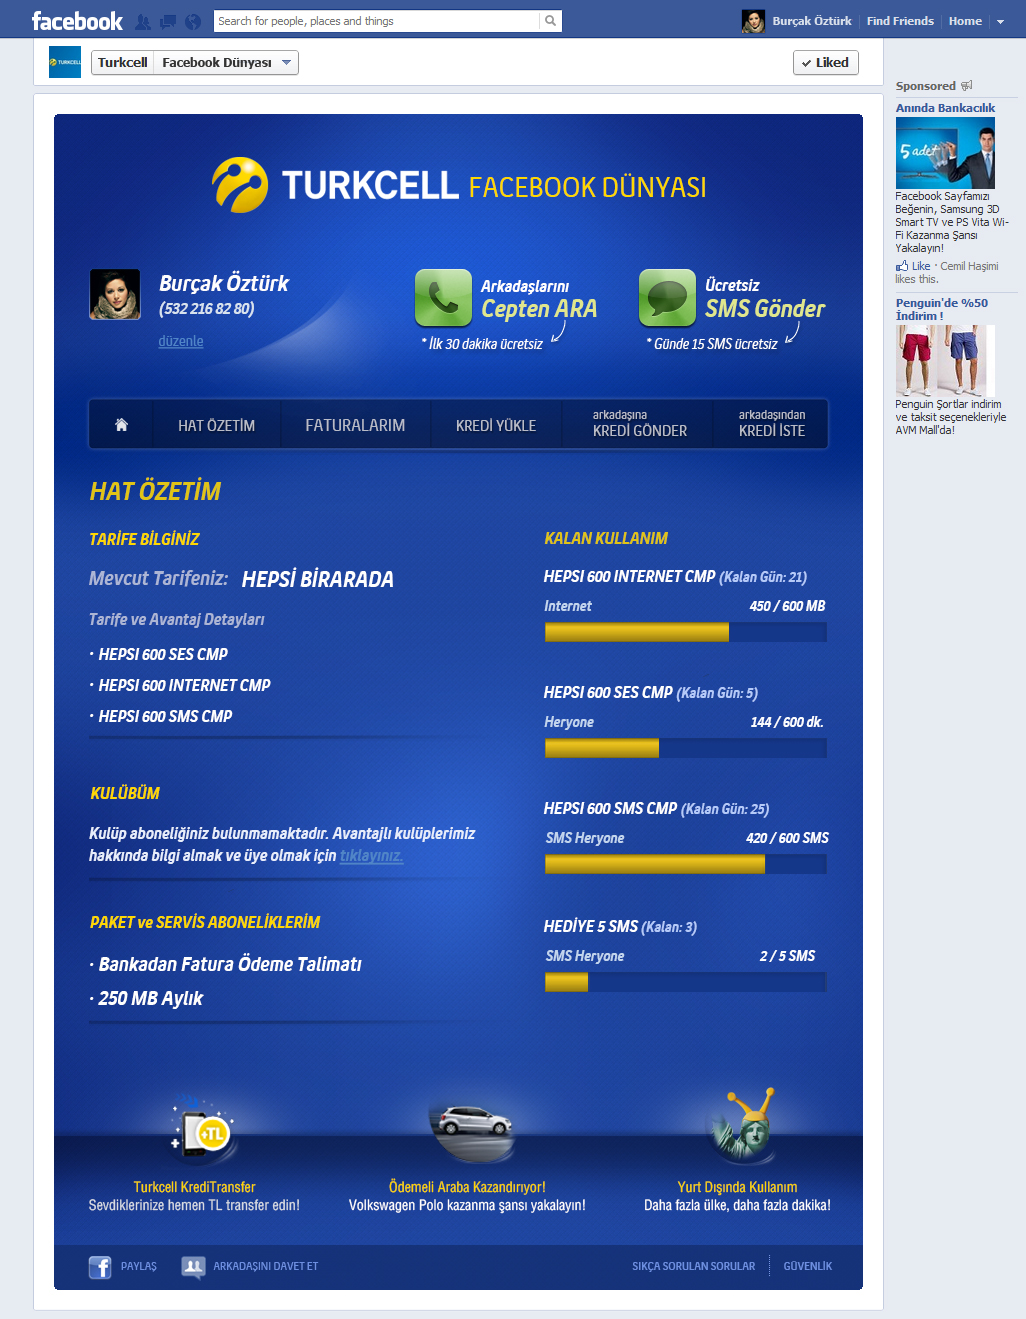 facebook
Search for people, places and things
Burçak Öztürk
Find Friends
Home
TURKCELL
Turkcell
Facebook Dünyası
Liked
Sponsored
Anında Bankacılık
5 adet
Facebook Sayfamızı
Beğenin, Samsung 3D
Smart TV ve PS Vita Wi-
Fi Kazanma Şansı
Yakalayın!
Like · Cemil Haşimi
likes this.
Penguin'de %50
İndirim !
Penguin Şortlar indirim
ve taksit seçenekleriyle
AVM Mall'da!
TURKCELL FACEBOOK DÜNYASI
Burçak Öztürk
(532 216 82 80)
düzenle
Arkadaşlarını
Cepten ARA
* İlk 30 dakika ücretsiz
Ücretsiz
SMS Gönder
* Günde 15 SMS ücretsiz
HAT ÖZETİM
FATURALARIM
KREDİ YÜKLE
arkadaşına
KREDİ GÖNDER
arkadaşından
KREDİ İSTE
HAT ÖZETİM
TARİFE BİLGİNİZ
Mevcut Tarifeniz: HEPSİ BİRARADA
Tarife ve Avantaj Detayları
· HEPSI 600 SES CMP
· HEPSI 600 INTERNET CMP
· HEPSI 600 SMS CMP
KULÜBÜM
Kulüp aboneliğiniz bulunmamaktadır. Avantajlı kulüplerimiz
hakkında bilgi almak ve üye olmak için tıklayınız.
PAKET ve SERVİS ABONELİKLERİM
· Bankadan Fatura Ödeme Talimatı
· 250 MB Aylık
KALAN KULLANIM
HEPSI 600 INTERNET CMP (Kalan Gün: 21)
Internet 450 / 600 MB
HEPSI 600 SES CMP (Kalan Gün: 5)
Heryone 144 / 600 dk.
HEPSI 600 SMS CMP (Kalan Gün: 25)
SMS Heryone 420 / 600 SMS
HEDİYE 5 SMS (Kalan: 3)
SMS Heryone 2 / 5 SMS
+TL
Turkcell KrediTransfer
Sevdiklerinize hemen TL transfer edin!
Ödemeli Araba Kazandırıyor!
Volkswagen Polo kazanma şansı yakalayın!
Yurt Dışında Kullanım
Daha fazla ülke, daha fazla dakika!
PAYLAŞ
ARKADAŞINI DAVET ET
SIKÇA SORULAN SORULAR
GÜVENLİK